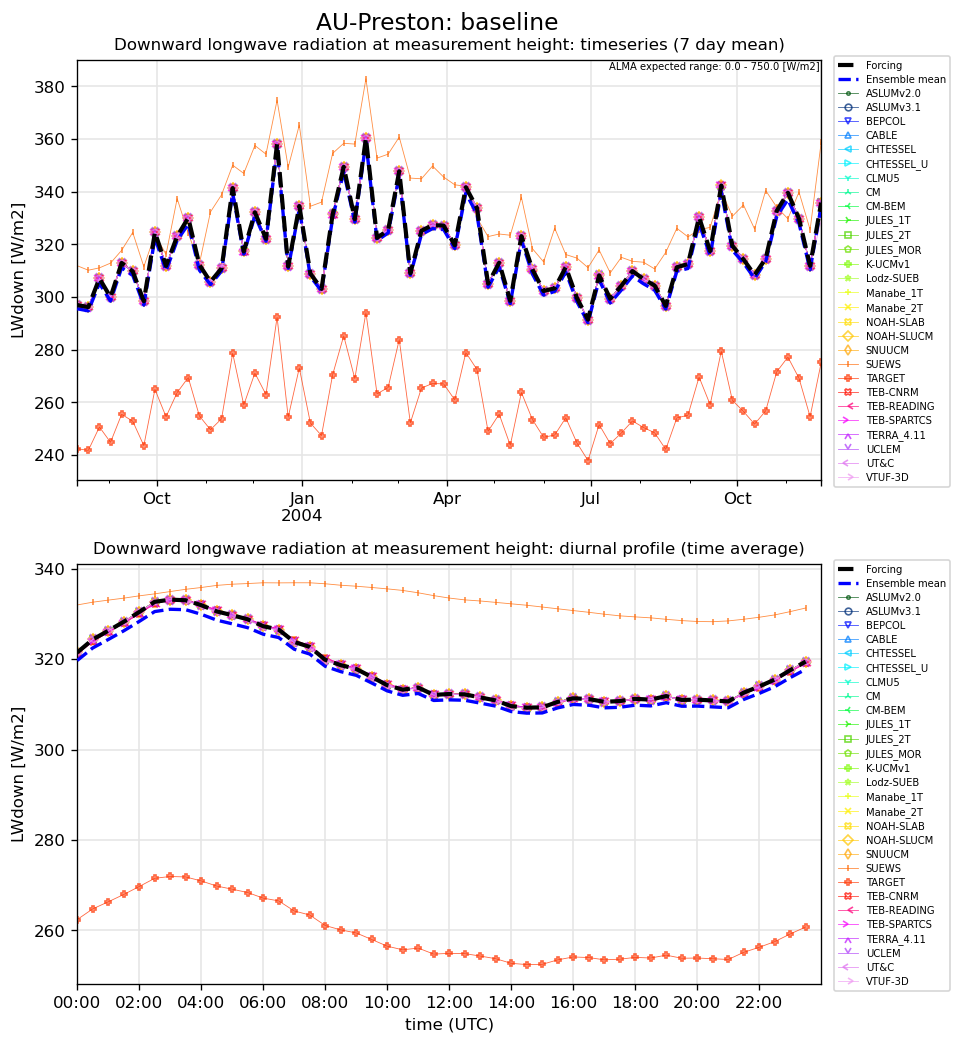 AU-Preston: baseline
Downward longwave radiation at measurement height: timeseries (7 day mean)
ALMA expected range: 0.0 - 750.0 [W/m2]
LWdown [W/m2]
380
360
340
320
300
280
260
240
Oct
Jan
2004
Apr
Jul
Oct
Forcing
Ensemble mean
ASLUMv2.0
ASLUMv3.1
BEPCOL
CABLE
CHTESSEL
CHTESSEL_U
CLMU5
CM
CM-BEM
JULES_1T
JULES_2T
JULES_MOR
K-UCMv1
Lodz-SUEB
Manabe_1T
Manabe_2T
NOAH-SLAB
NOAH-SLUCM
SNUUCM
SUEWS
TARGET
TEB-CNRM
TEB-READING
TEB-SPARTCS
TERRA_4.11
UCLEM
UT&C
VTUF-3D
Downward longwave radiation at measurement height: diurnal profile (time average)
LWdown [W/m2]
340
320
300
280
260
00:00
02:00
04:00
06:00
08:00
10:00
12:00
14:00
16:00
18:00
20:00
22:00
time (UTC)
Forcing
Ensemble mean
ASLUMv2.0
ASLUMv3.1
BEPCOL
CABLE
CHTESSEL
CHTESSEL_U
CLMU5
CM
CM-BEM
JULES_1T
JULES_2T
JULES_MOR
K-UCMv1
Lodz-SUEB
Manabe_1T
Manabe_2T
NOAH-SLAB
NOAH-SLUCM
SNUUCM
SUEWS
TARGET
TEB-CNRM
TEB-READING
TEB-SPARTCS
TERRA_4.11
UCLEM
UT&C
VTUF-3D